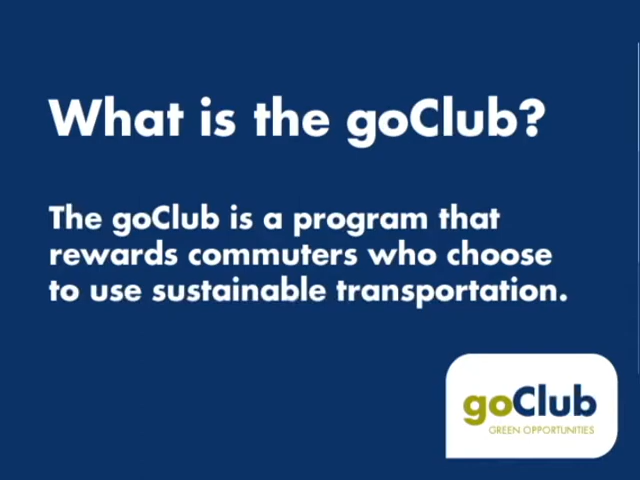 What is the goClub?
The goClub is a program that
rewards commuters who choose
to use sustainable transportation.
goClub
GREEN OPPORTUNITIES